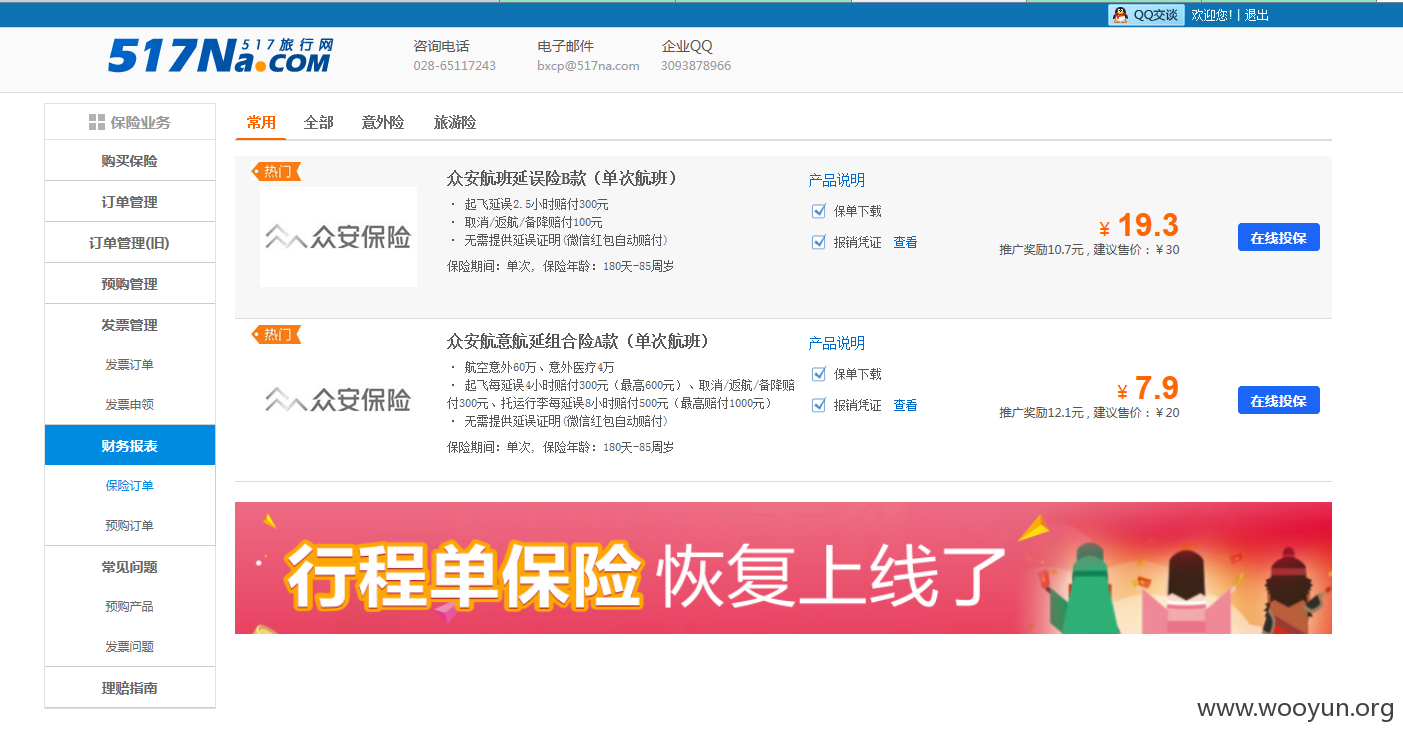 QQ交谈 欢迎您! | 退出
517Na.COM 517旅行网
咨询电话 电子邮件 企业QQ
028-65117243 bxcp@517na.com 3093878966
保险业务
购买保险
订单管理
订单管理(旧)
预购管理
发票管理
发票订单
发票申领
财务报表
保险订单
预购订单
常见问题
预购产品
发票问题
理赔指南
常用 全部 意外险 旅游险
热门
众安保险
众安航班延误险B款（单次航班）
· 起飞延误2.5小时赔付300元
· 取消/返航/备降赔付100元
· 无需提供延误证明(微信红包自动赔付)
保险期间：单次, 保险年龄：180天-85周岁
产品说明
保单下载
报销凭证 查看
¥ 19.3
推广奖励10.7元 , 建议售价：¥30
在线投保
热门
众安保险
众安航意航延组合险A款（单次航班）
· 航空意外60万、意外医疗4万
· 起飞每延误4小时赔付300元（最高600元）、取消/返航/备降赔
付300元、托运行李每延误8小时赔付500元（最高赔付1000元）
· 无需提供延误证明(微信红包自动赔付)
保险期间：单次, 保险年龄：180天-85周岁
产品说明
保单下载
报销凭证 查看
¥ 7.9
推广奖励12.1元 , 建议售价：¥20
在线投保
行程单保险 恢复上线了
www.wooyun.org